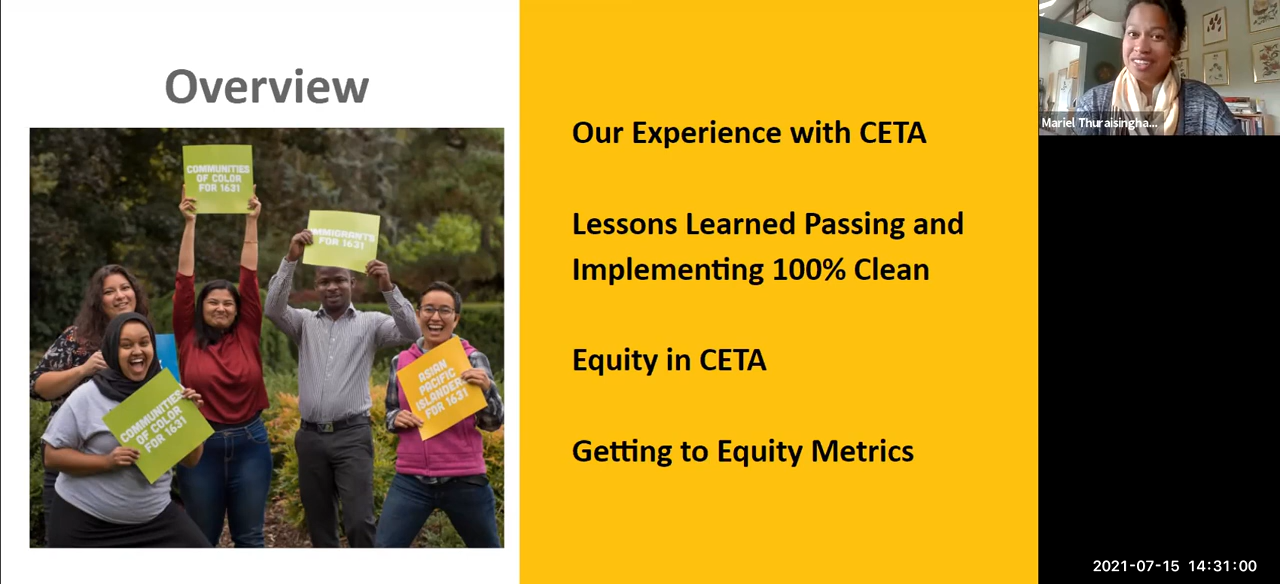 Overview
COMMUNITIES
OF COLOR
FOR 1631
IMMIGRANTS
FOR 1631
COMMUNITIES
OF COLOR
FOR 1631
ASIAN
PACIFIC
ISLANDERS
FOR 1631
Our Experience with CETA
Lessons Learned Passing and
Implementing 100% Clean
Equity in CETA
Getting to Equity Metrics
Mariel Thuraisingha...
2021-07-15 14:31:00